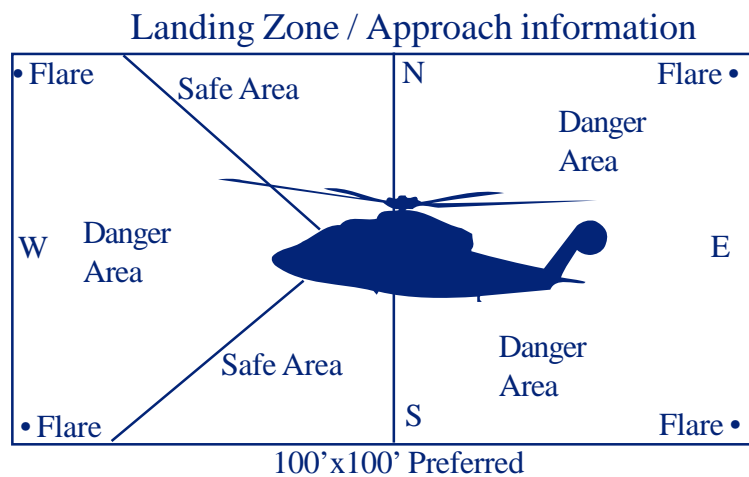 Landing Zone / Approach information
• Flare
Safe Area
N
Flare •
Danger
Area
W
Danger
Area
E
Safe Area
Danger
Area
• Flare
S
Flare •
100’x100’ Preferred